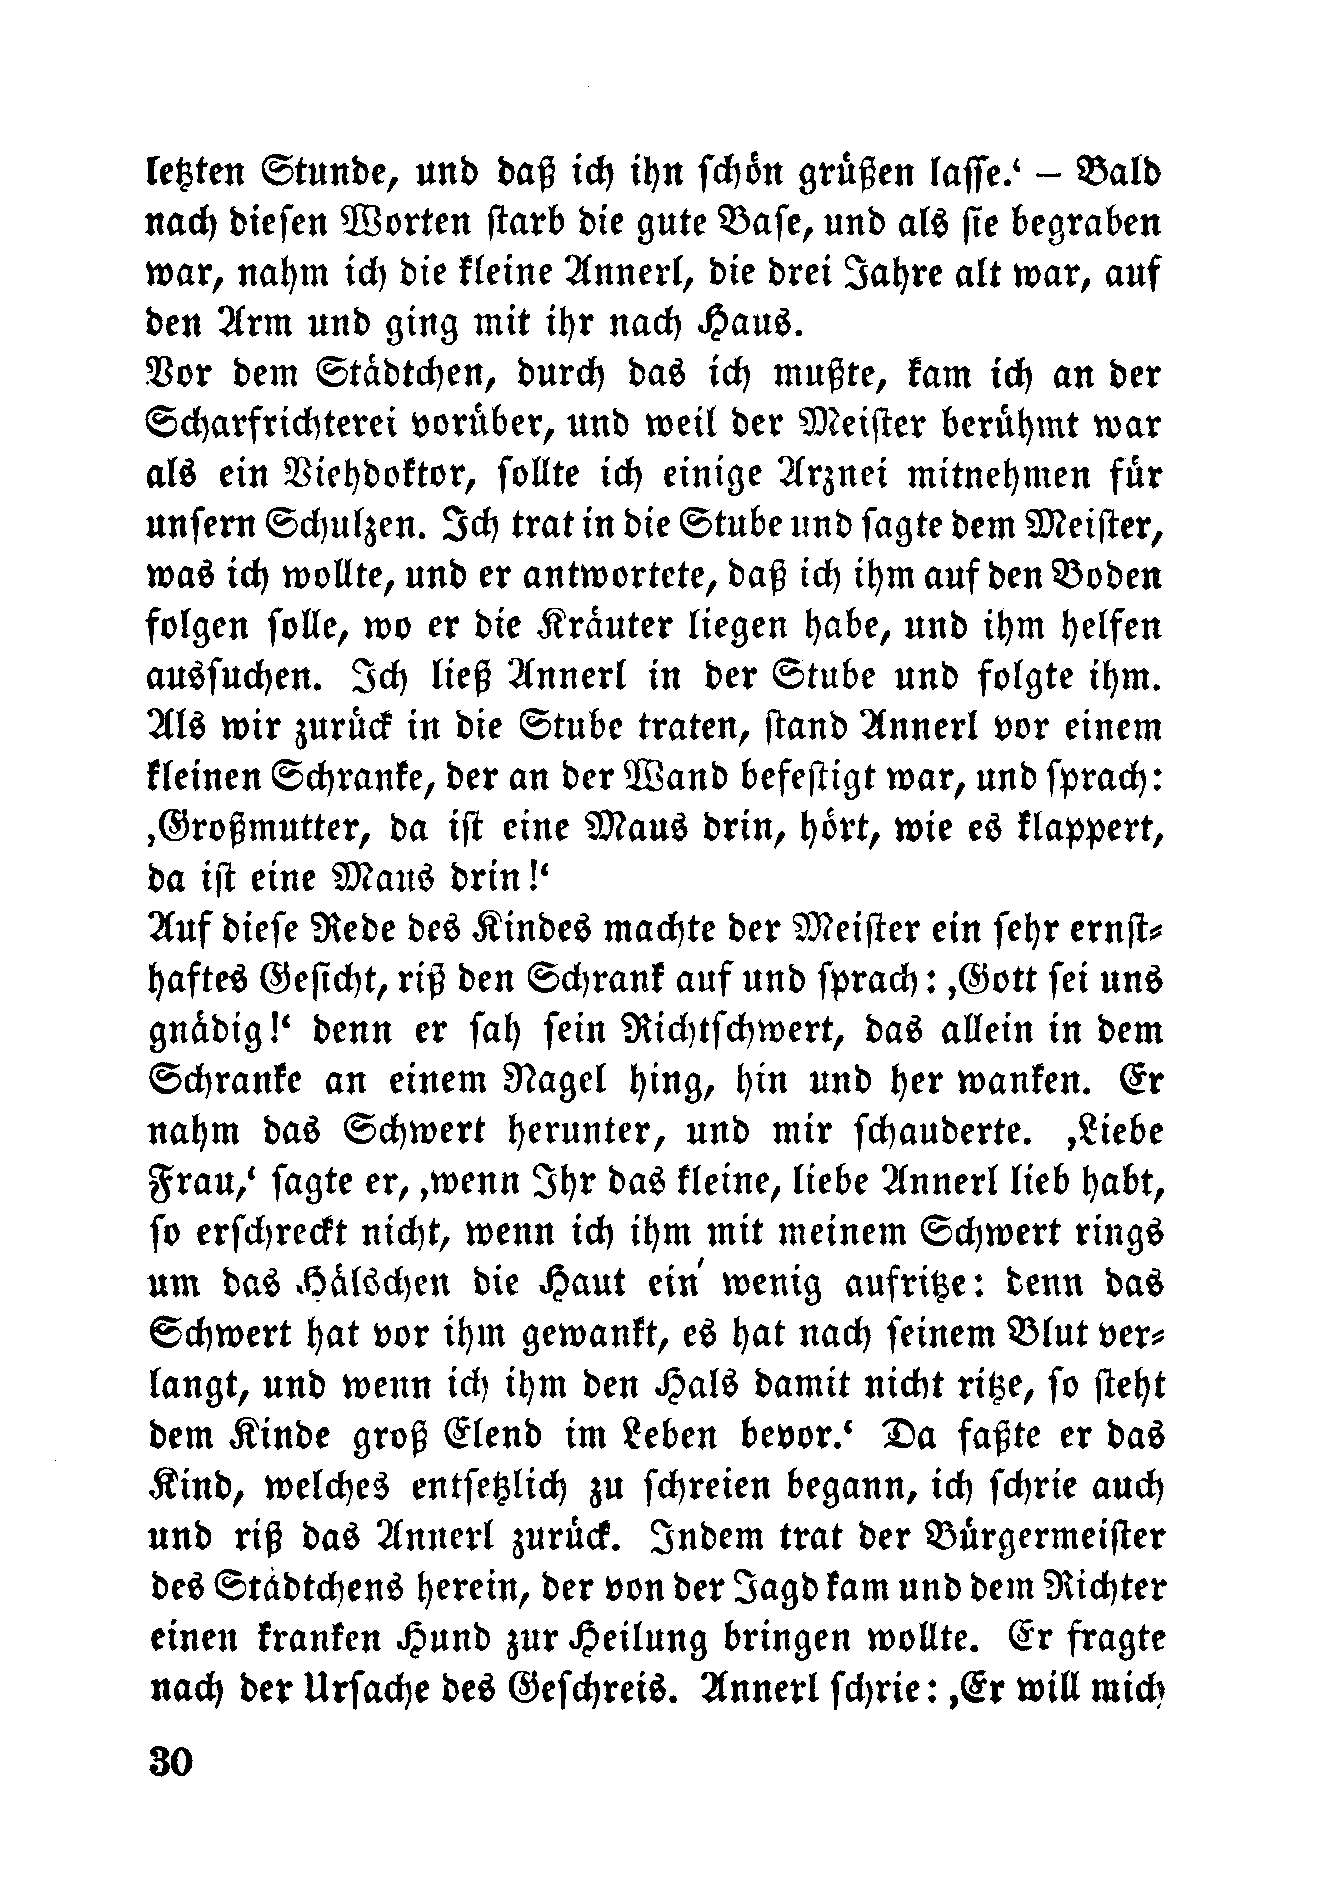 letzten Stunde, und daß ich ihn schön grüßen lasse.‘ – Bald
nach diesen Worten starb die gute Base, und als sie begraben
war, nahm ich die kleine Annerl, die drei Jahre alt war, auf
den Arm und ging mit ihr nach Haus.
Vor dem Städtchen, durch das ich mußte, kam ich an der
Scharfrichterei vorüber, und weil der Meister berühmt war
als ein Viehdoktor, sollte ich einige Arznei mitnehmen für
unsern Schulzen. Ich trat in die Stube und sagte dem Meister,
was ich wollte, und er antwortete, daß ich ihm auf den Boden
folgen solle, wo er die Kräuter liegen habe, und ihm helfen
aussuchen. Ich ließ Annerl in der Stube und folgte ihm.
Als wir zurück in die Stube traten, stand Annerl vor einem
kleinen Schranke, der an der Wand befestigt war, und sprach:
‚Großmutter, da ist eine Maus drin, hört, wie es klappert,
da ist eine Maus drin!‘
Auf diese Rede des Kindes machte der Meister ein sehr ernst-
haftes Gesicht, riß den Schrank auf und sprach: ‚Gott sei uns
gnädig!‘ denn er sah sein Richtschwert, das allein in dem
Schranke an einem Nagel hing, hin und her wanken. Er
nahm das Schwert herunter, und mir schauderte. ‚Liebe
Frau,‘ sagte er, ‚wenn Ihr das kleine, liebe Annerl lieb habt,
so erschreckt nicht, wenn ich ihm mit meinem Schwert rings
um das Hälschen die Haut ein wenig aufritze: denn das
Schwert hat vor ihm gewankt, es hat nach seinem Blut ver-
langt, und wenn ich ihm den Hals damit nicht ritze, so steht
dem Kinde groß Elend im Leben bevor.‘ Da faßte er das
Kind, welches entsetzlich zu schreien begann, ich schrie auch
und riß das Annerl zurück. Indem trat der Bürgermeister
des Städtchens herein, der von der Jagd kam und dem Richter
einen kranken Hund zur Heilung bringen wollte. Er fragte
nach der Ursache des Geschreis. Annerl schrie: ‚Er will mich
30